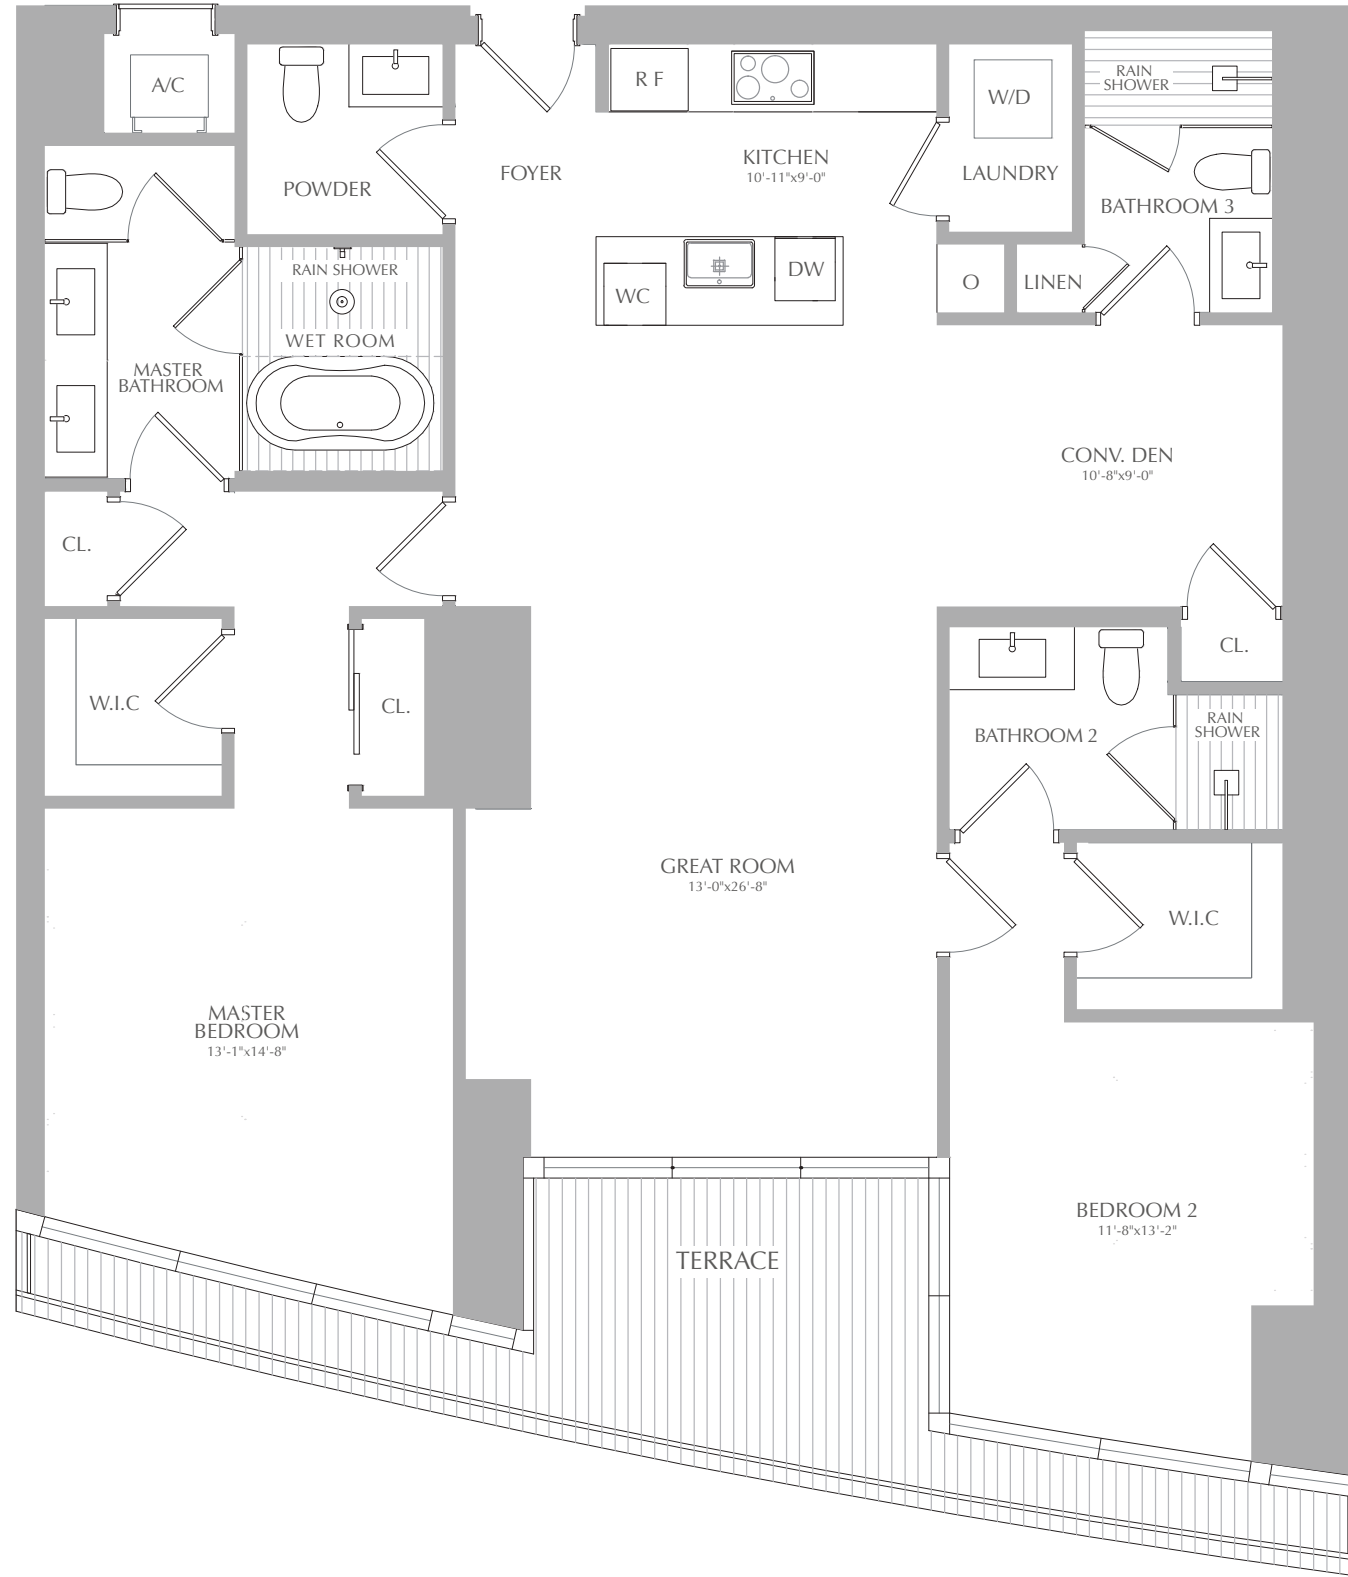 A/C
R F
W/D
RAIN
SHOWER
POWDER
FOYER
KITCHEN
10'-11"x9'-0"
LAUNDRY
BATHROOM 3
RAIN SHOWER
WC
DW
O
LINEN
WET ROOM
MASTER
BATHROOM
CONV. DEN
10'-8"x9'-0"
CL.
CL.
W.I.C
CL.
BATHROOM 2
RAIN
SHOWER
GREAT ROOM
13'-0"x26'-8"
W.I.C
MASTER
BEDROOM
13'-1"x14'-8"
BEDROOM 2
11'-8"x13'-2"
TERRACE